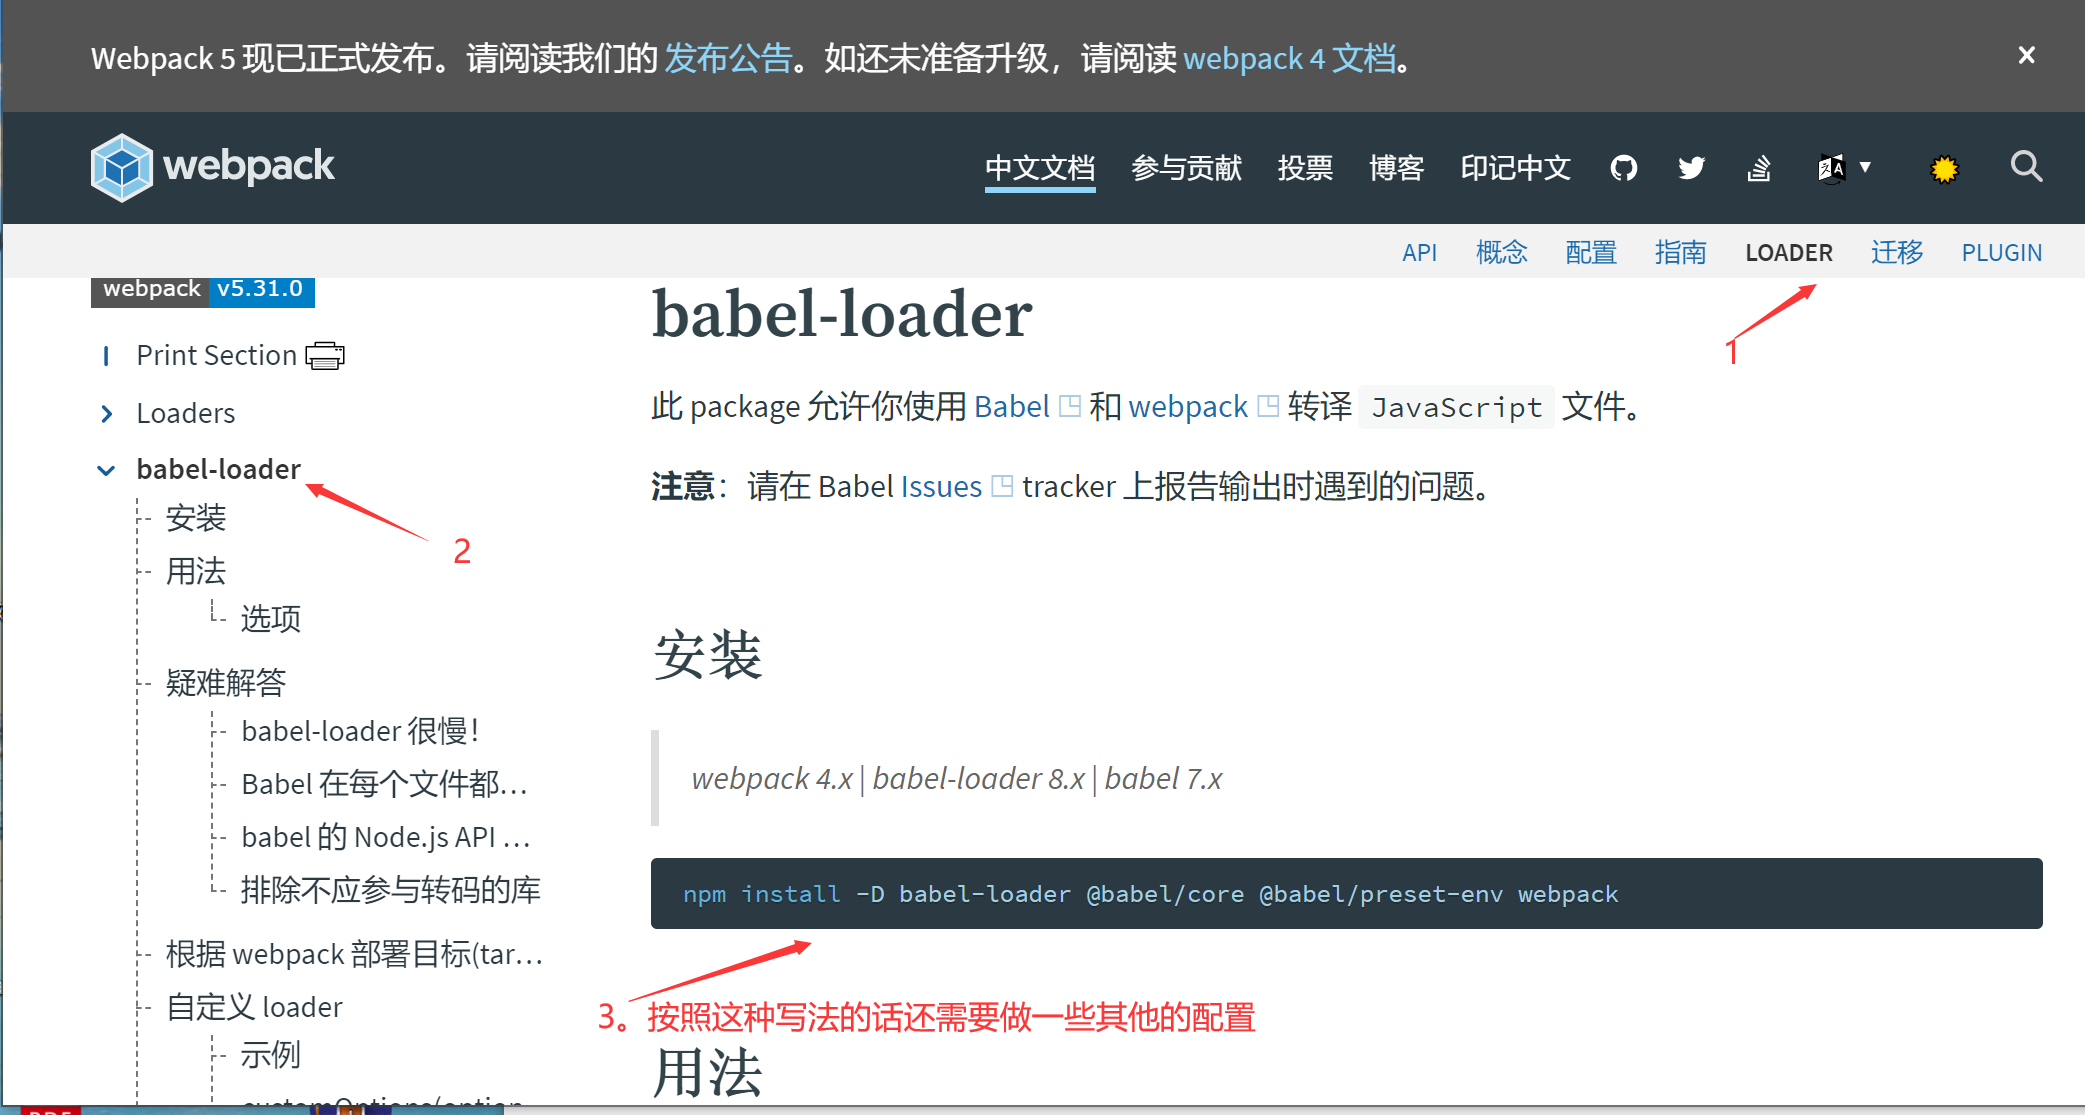 Webpack 5 现已正式发布。请阅读我们的 发布公告。如还未准备升级，请阅读 webpack 4 文档。
webpack
中文文档 参与贡献 投票 博客 印记中文
API 概念 配置 指南 LOADER 迁移 PLUGIN
webpack v5.31.0
Print Section
Loaders
babel-loader
安装
用法
选项
疑难解答
babel-loader 很慢！
Babel 在每个文件都…
babel 的 Node.js API …
排除不应参与转码的库
根据 webpack 部署目标(tar…
自定义 loader
示例
babel-loader
1
此 package 允许你使用 Babel 和 webpack 转译 JavaScript 文件。
注意：请在 Babel Issues tracker 上报告输出时遇到的问题。
2
安装
webpack 4.x | babel-loader 8.x | babel 7.x
npm install -D babel-loader @babel/core @babel/preset-env webpack
3。按照这种写法的话还需要做一些其他的配置
用法